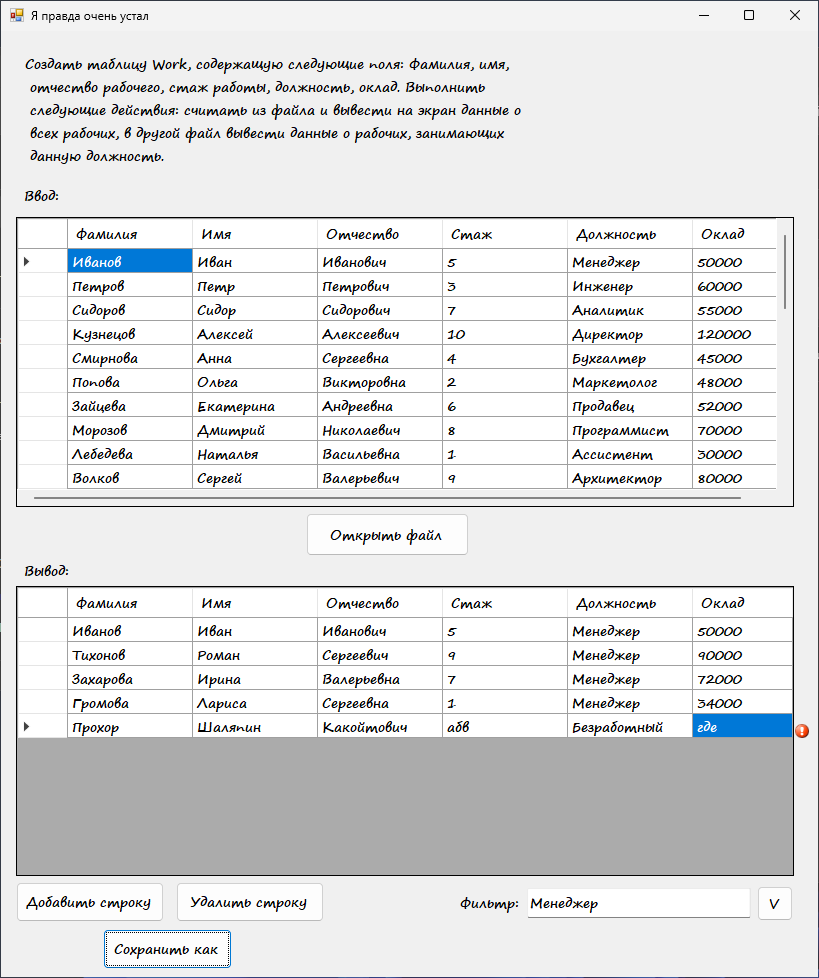 Я правда очень устал
Создать таблицу Work, содержащую следующие поля: Фамилия, имя,
отчество рабочего, стаж работы, должность, оклад. Выполнить
следующие действия: считать из файла и вывести на экран данные о
всех рабочих, в другой файл вывести данные о рабочих, занимающих
данную должность.
Ввод:
Фамилия Имя Отчество Стаж Должность Оклад
Иванов Иван Иванович 5 Менеджер 50000
Петров Петр Петрович 3 Инженер 60000
Сидоров Сидор Сидорович 7 Аналитик 55000
Кузнецов Алексей Алексеевич 10 Директор 120000
Смирнова Анна Сергеевна 4 Бухгалтер 45000
Попова Ольга Викторовна 2 Маркетолог 48000
Зайцева Екатерина Андреевна 6 Продавец 52000
Морозов Дмитрий Николаевич 8 Программист 70000
Лебедева Наталья Васильевна 1 Ассистент 30000
Волков Сергей Валерьевич 9 Архитектор 80000
Открыть файл
Вывод:
Фамилия Имя Отчество Стаж Должность Оклад
Иванов Иван Иванович 5 Менеджер 50000
Тихонов Роман Сергеевич 9 Менеджер 90000
Захарова Ирина Валерьевна 7 Менеджер 72000
Громова Лариса Сергеевна 1 Менеджер 34000
Прохор Шаляпин Какойтович абв Безработный где
Добавить строку Удалить строку Фильтр: Менеджер V
Сохранить как